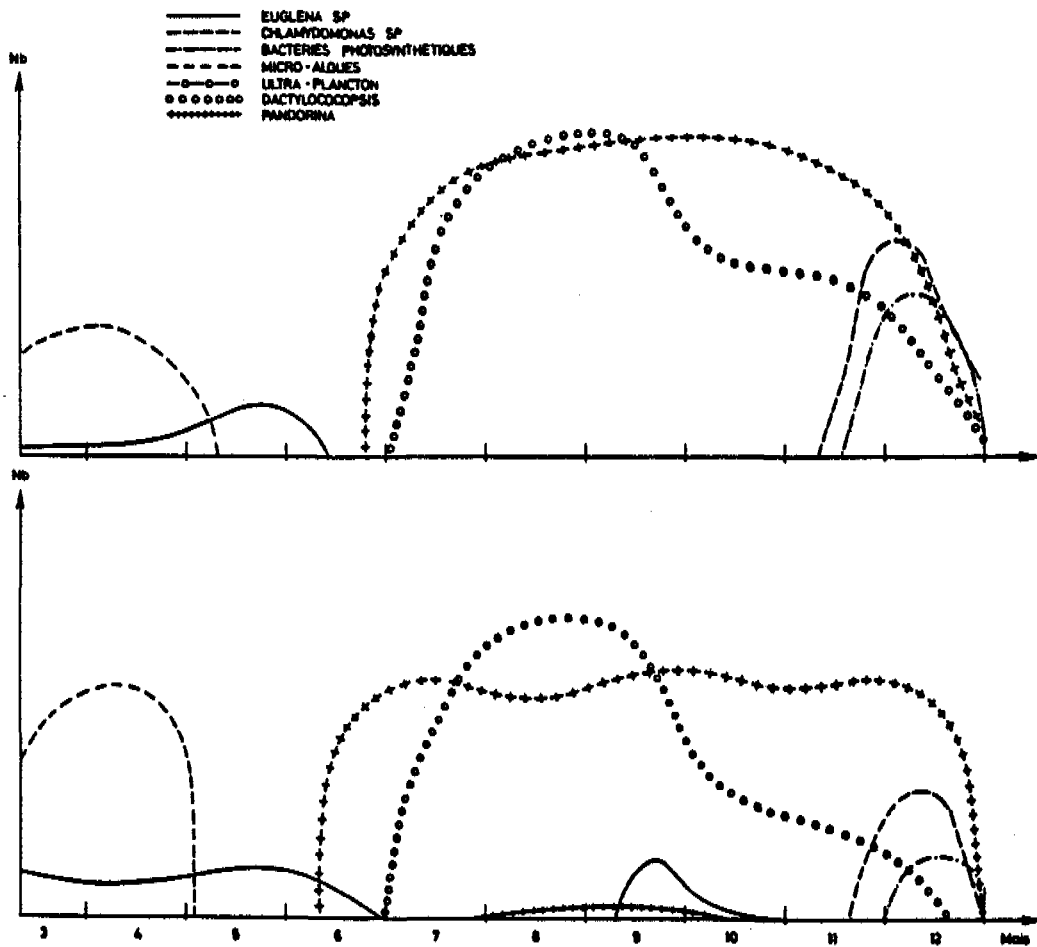 EUGLENA SP
CHLAMYDOMONAS SP
BACTERIES PHOTOSYNTHETIQUES
MICRO-ALGUES
ULTRA-PLANCTON
DACTYLOCOCOPSIS
PANDORINA
Nb
Nb
3 4 5 6 7 8 9 10 11 12 Mois